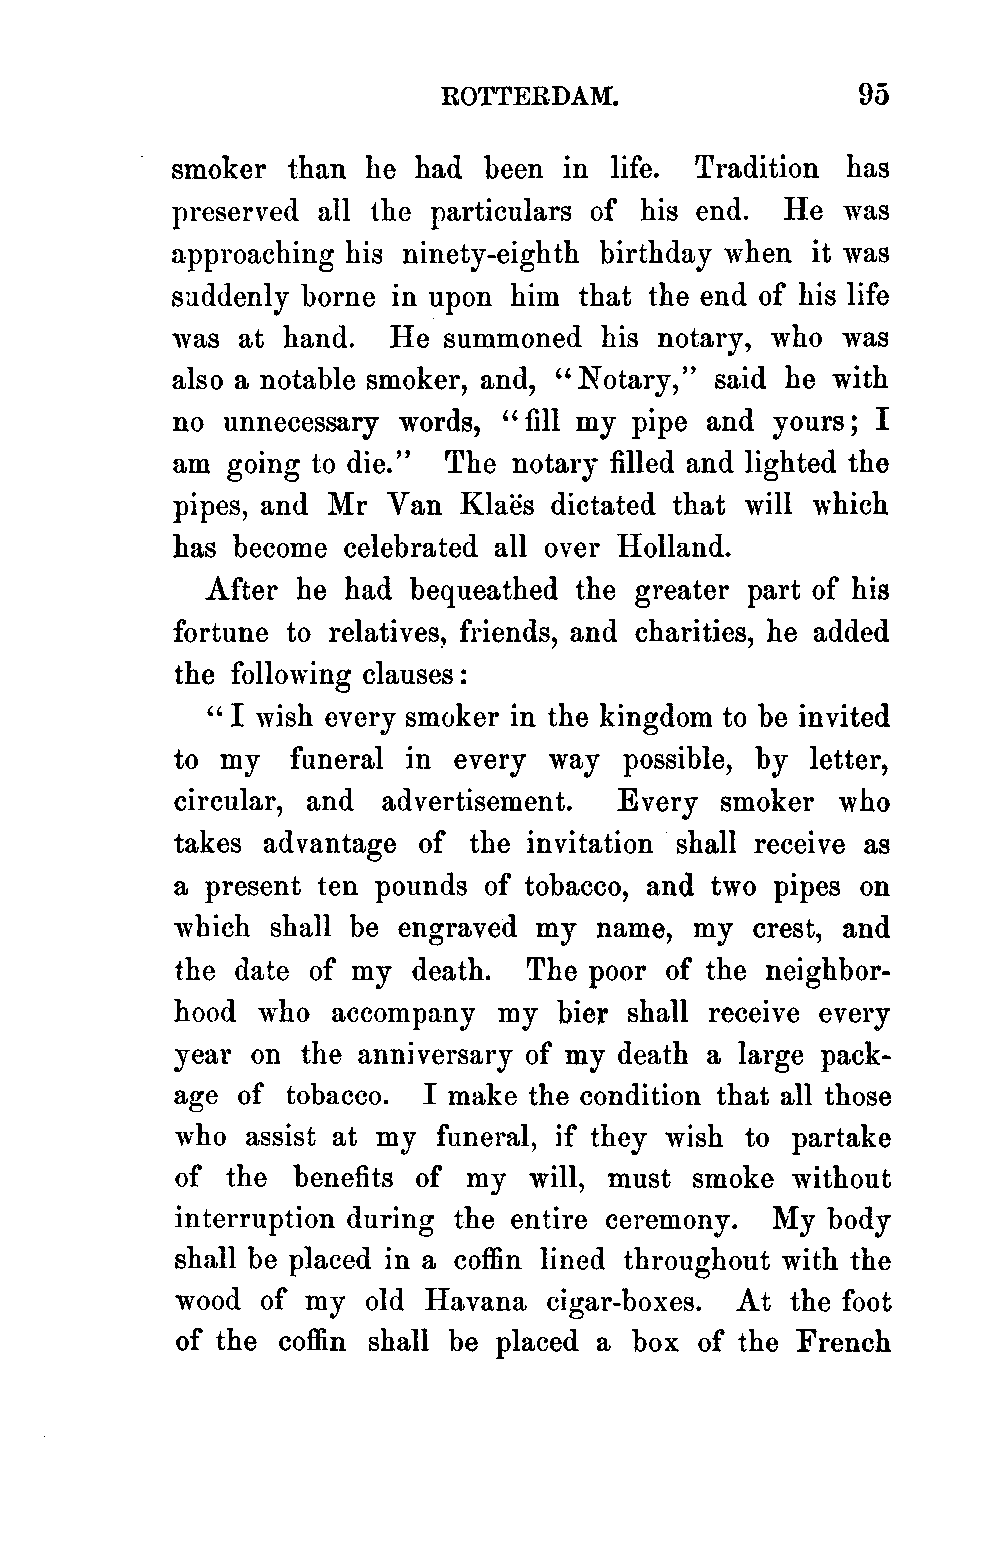 ROTTERDAM. 95
smoker than he had been in life. Tradition has
preserved all the particulars of his end. He was
approaching his ninety-eighth birthday when it was
suddenly borne in upon him that the end of his life
was at hand. He summoned his notary, who was
also a notable smoker, and, “Notary,” said he with
no unnecessary words, “fill my pipe and yours; I
am going to die.” The notary filled and lighted the
pipes, and Mr Van Klaës dictated that will which
has become celebrated all over Holland.
After he had bequeathed the greater part of his
fortune to relatives, friends, and charities, he added
the following clauses:
“I wish every smoker in the kingdom to be invited
to my funeral in every way possible, by letter,
circular, and advertisement. Every smoker who
takes advantage of the invitation shall receive as
a present ten pounds of tobacco, and two pipes on
which shall be engraved my name, my crest, and
the date of my death. The poor of the neighbor-
hood who accompany my bier shall receive every
year on the anniversary of my death a large pack-
age of tobacco. I make the condition that all those
who assist at my funeral, if they wish to partake
of the benefits of my will, must smoke without
interruption during the entire ceremony. My body
shall be placed in a coffin lined throughout with the
wood of my old Havana cigar-boxes. At the foot
of the coffin shall be placed a box of the French